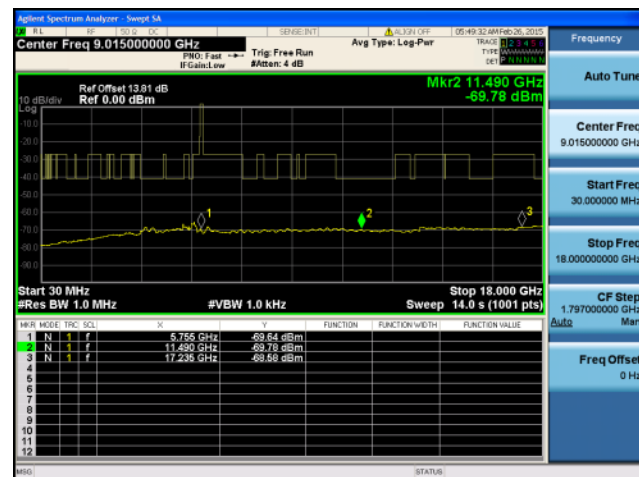 Agilent Spectrum Analyzer - Swept SA
RL RF 50 Ω DC SENSE:INT ALIGN OFF 05:49:32 AM Feb 26, 2015
Center Freq 9.015000000 GHz
PNO: Fast
IFGain:Low
Trig: Free Run
#Atten: 4 dB
Avg Type: Log-Pwr
TRACE 1 2 3 4 5 6
TYPE
DET P N N N N N
Frequency
Mkr2 11.490 GHz
-69.78 dBm
Ref Offset 13.81 dB
Ref 0.00 dBm
10 dB/div
Log
-10.0
-20.0
-30.0
-40.0
-50.0
-60.0
-70.0
-80.0
-90.0
1
2
3
Start 30 MHz
Stop 18.000 GHz
#Res BW 1.0 MHz #VBW 1.0 kHz Sweep 14.0 s (1001 pts)
MKR MODE TRC SCL X Y FUNCTION FUNCTION WIDTH FUNCTION VALUE
1 N 1 f 5.755 GHz -69.64 dBm
2 N 1 f 11.490 GHz -69.78 dBm
3 N 1 f 17.235 GHz -68.58 dBm
4
5
6
7
8
9
10
11
12
MSG STATUS
Auto Tune
Center Freq
9.015000000 GHz
Start Freq
30.000000 MHz
Stop Freq
18.000000000 GHz
CF Step
1.797000000 GHz
Auto Man
Freq Offset
0 Hz